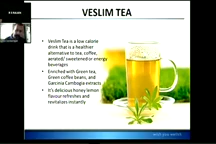 VESLIM TEA
• Veslim Tea is a low calorie
drink that is a healthier
alternative to tea, coffee,
aerated/ sweetened or energy
beverages
• Enriched with Green tea,
Green coffee beans, and
Garcinia Cambogia extracts
• It's delicious honey lemon
flavour refreshes and
revitalizes instantly